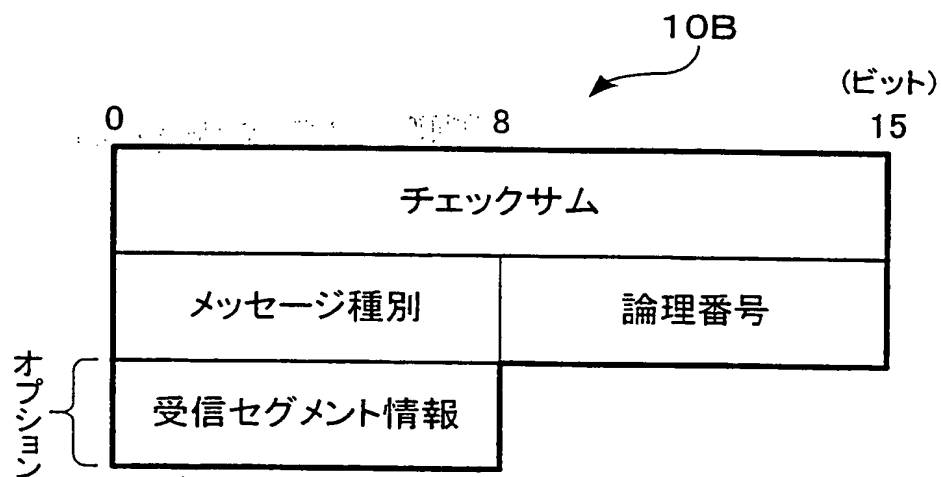 10B
(ビット)
0 8 15
チェックサム
メッセージ種別 論理番号
オプション
受信セグメント情報